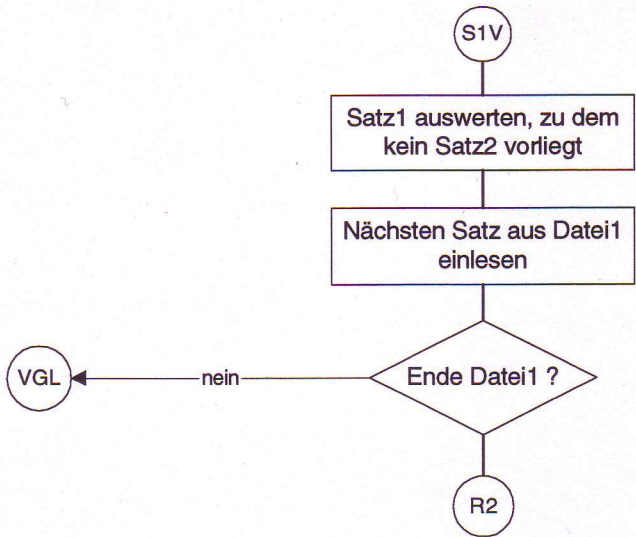 S1V
Satz1 auswerten, zu dem
kein Satz2 vorliegt
Nächsten Satz aus Datei1
einlesen
VGL
nein
Ende Datei1 ?
R2